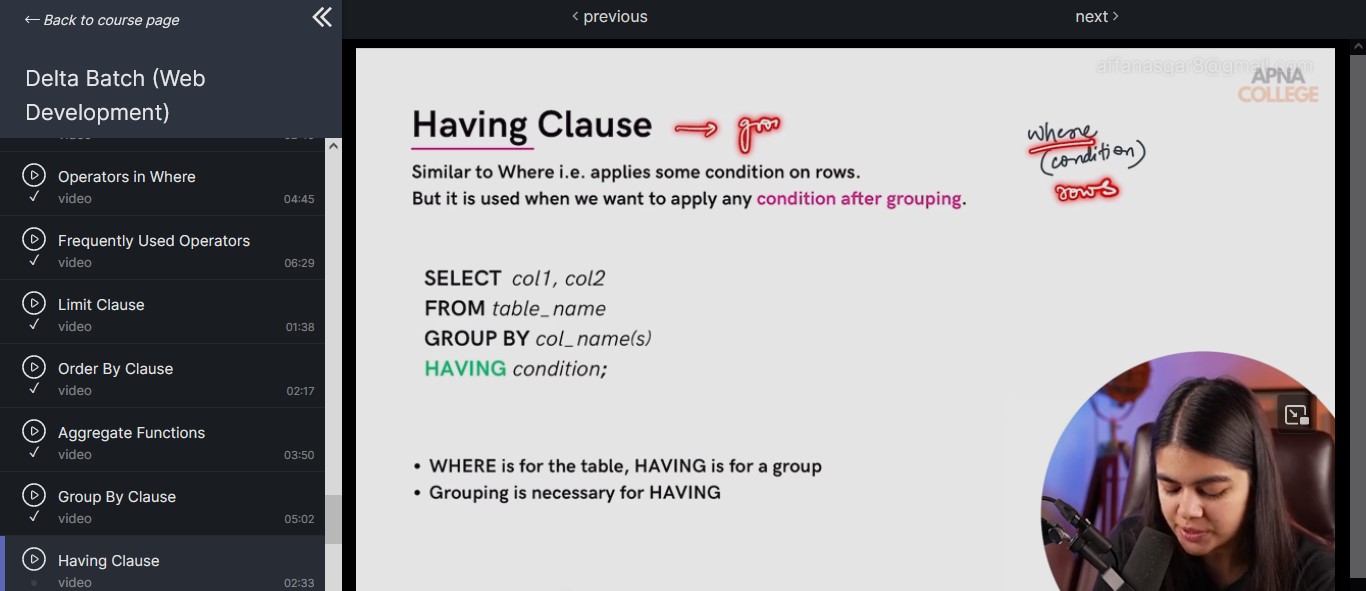 ← Back to course page
Delta Batch (Web
Development)
video
Operators in Where
video 04:45
Frequently Used Operators
video 06:29
Limit Clause
video 01:38
Order By Clause
video 02:17
Aggregate Functions
video 03:50
Group By Clause
video 05:02
Having Clause
video 02:33
< previous
next >
APNA
COLLEGE
Having Clause →
Similar to Where i.e. applies some condition on rows.
But it is used when we want to apply any condition after grouping.
where
(condition)
rows
SELECT col1, col2
FROM table_name
GROUP BY col_name(s)
HAVING condition;
• WHERE is for the table, HAVING is for a group
• Grouping is necessary for HAVING